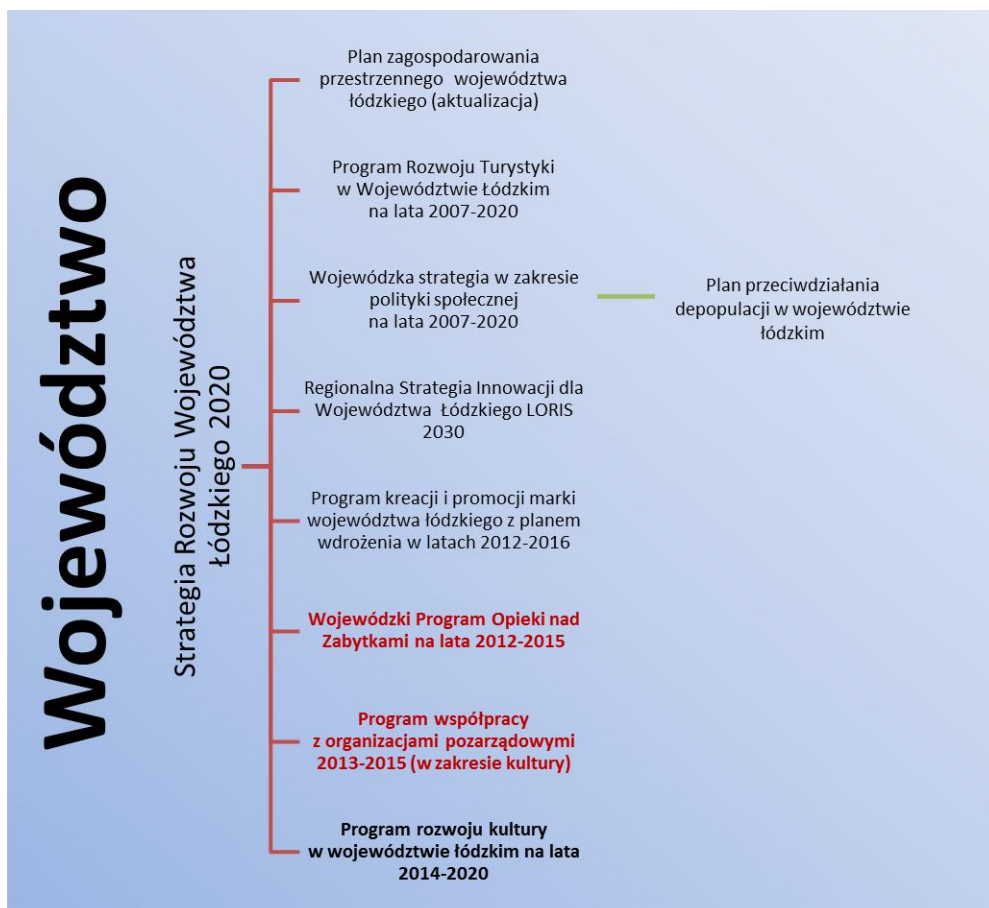 Województwo
Strategia Rozwoju Województwa
Łódzkiego 2020
Plan zagospodarowania
przestrzennego województwa
łódzkiego (aktualizacja)
Program Rozwoju Turystyki
w Województwie Łódzkim
na lata 2007-2020
Wojewódzka strategia w zakresie
polityki społecznej
na lata 2007-2020
Plan przeciwdziałania
depopulacji w województwie
łódzkim
Regionalna Strategia Innowacji dla
Województwa Łódzkiego LORIS
2030
Program kreacji i promocji marki
województwa łódzkiego z planem
wdrożenia w latach 2012-2016
Wojewódzki Program Opieki nad
Zabytkami na lata 2012-2015
Program współpracy
z organizacjami pozarządowymi
2013-2015 (w zakresie kultury)
Program rozwoju kultury
w województwie łódzkim na lata
2014-2020